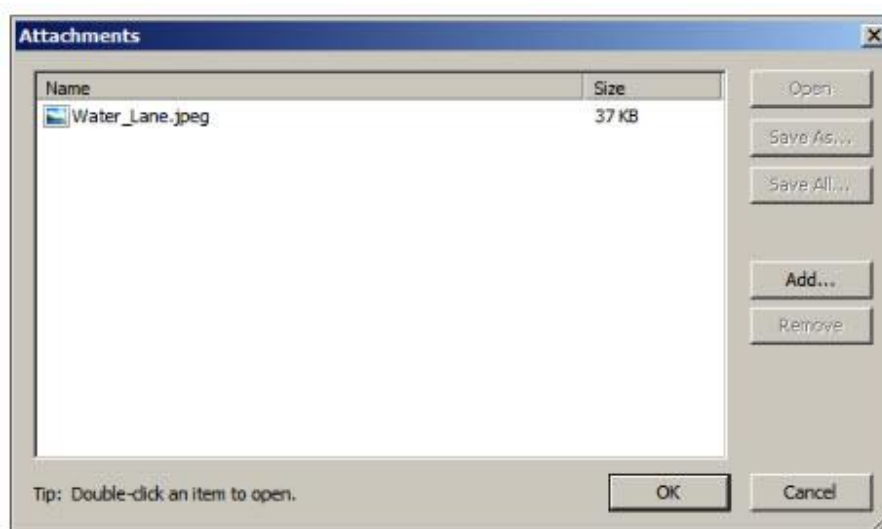 Attachments
Name Size
Water_Lane.jpeg 37 KB
Open
Save As...
Save All...
Add...
Remove
Tip: Double-click an item to open.
OK
Cancel